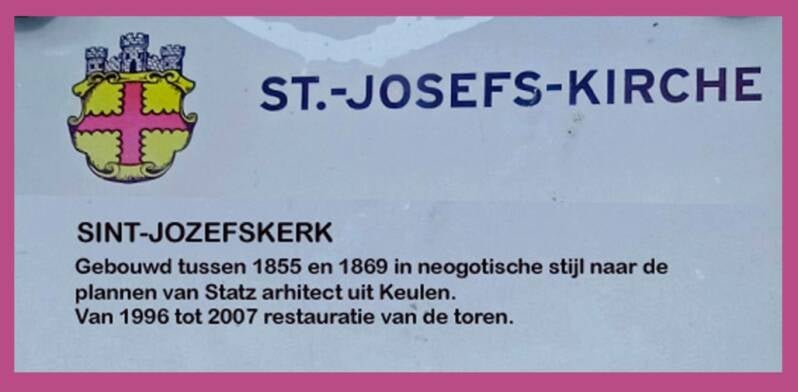 ST.-JOSEFS-KIRCHE
SINT-JOZEFSKERK
Gebouwd tussen 1855 en 1869 in neogotische stijl naar de
plannen van Statz arhitect uit Keulen.
Van 1996 tot 2007 restauratie van de toren.